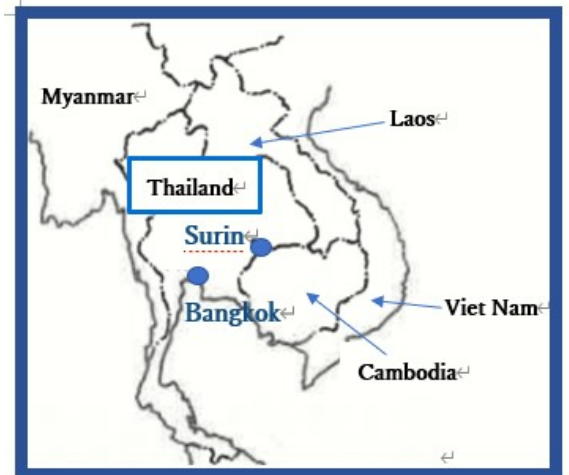 Myanmar
Laos
Thailand
Surin
Bangkok
Viet Nam
Cambodia